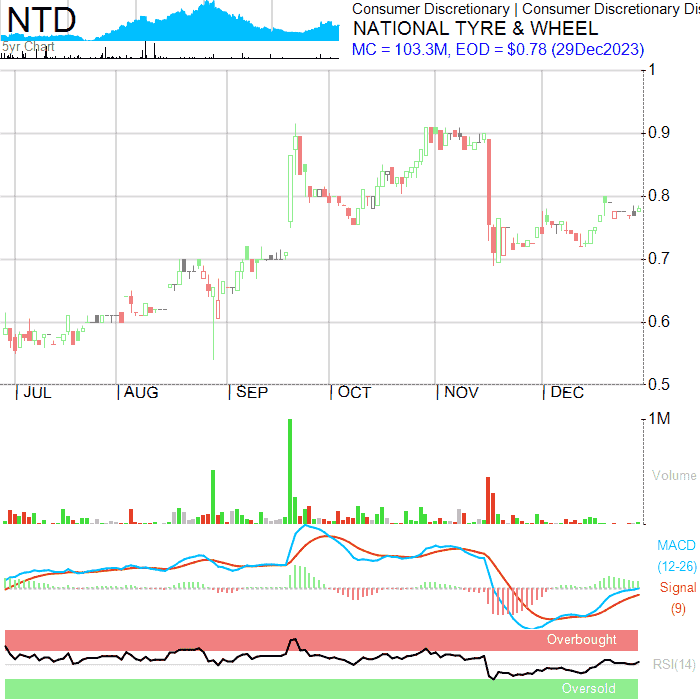 NTD
5yr Chart
Consumer Discretionary | Consumer Discretionary Dis
NATIONAL TYRE & WHEEL
MC = 103.3M, EOD = $0.78 (29Dec2023)
1
0.9
0.8
0.7
0.6
0.5
JUL AUG SEP OCT NOV DEC
1M
Volume
MACD
(12-26)
Signal
(9)
Overbought
RSI(14)
Oversold